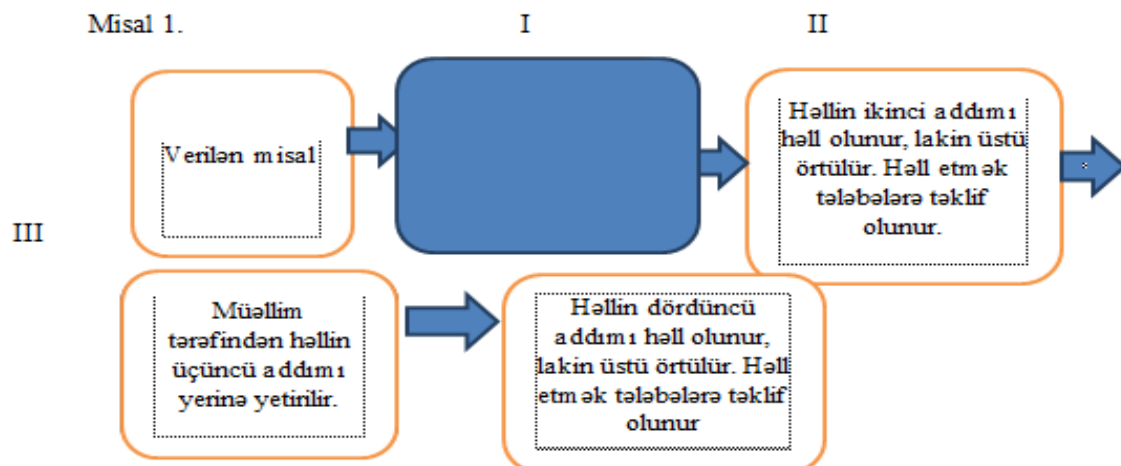 Misal 1.
I
II
Verilən misal
Həllin ikinci addımı
həll olunur, lakin üstü
örtülür. Həll etmək
tələbələrə təklif
olunur.
III
Müəllim
tərəfindən həllin
üçüncü addımı
yerinə yetirilir.
Həllin dördüncü
addımı həll olunur,
lakin üstü örtülür. Həll
etmək tələbələrə təklif
olunur